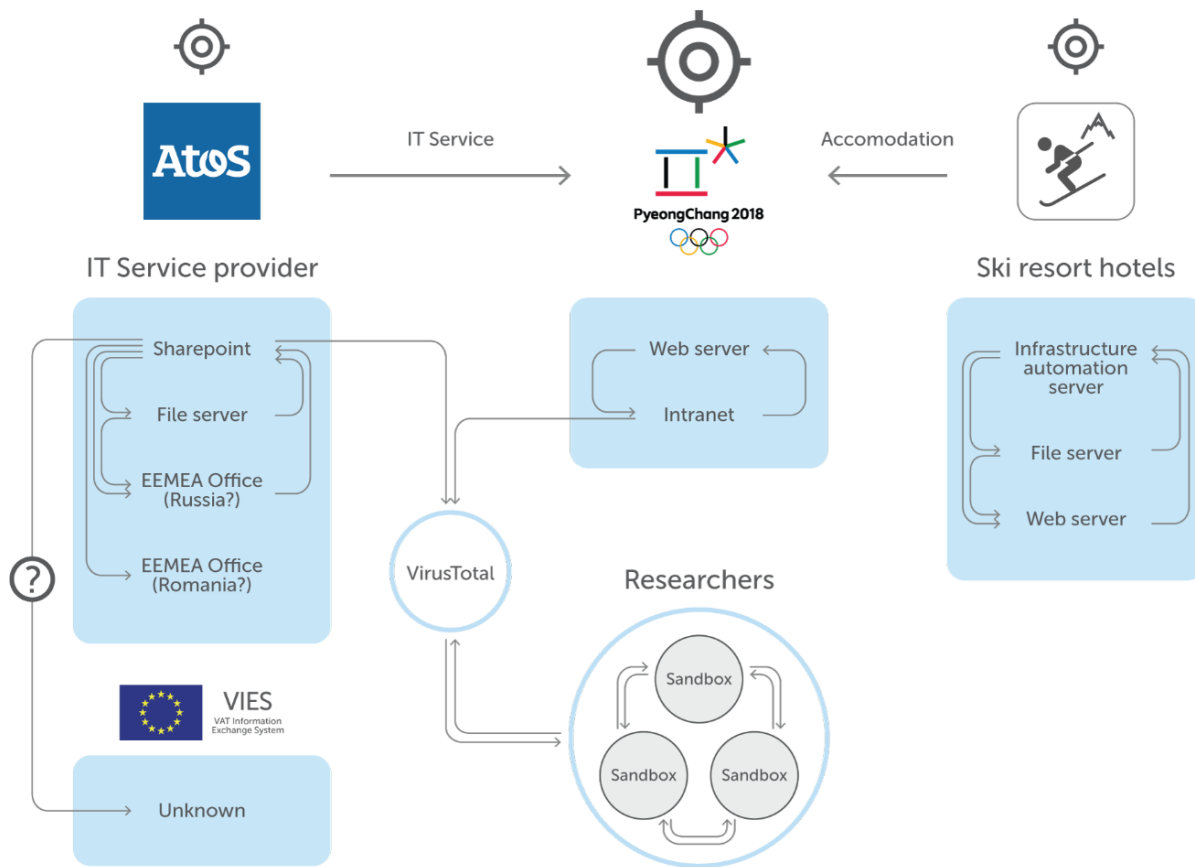 Atos
IT Service
Accomodation
PyeongChang 2018
IT Service provider
Ski resort hotels
Sharepoint
File server
EEMEA Office
(Russia?)
EEMEA Office
(Romania?)
Web server
Intranet
Infrastructure
automation
server
File server
Web server
?
VirusTotal
Researchers
Sandbox
Sandbox
Sandbox
VIES
VAT Information
Exchange System
Unknown